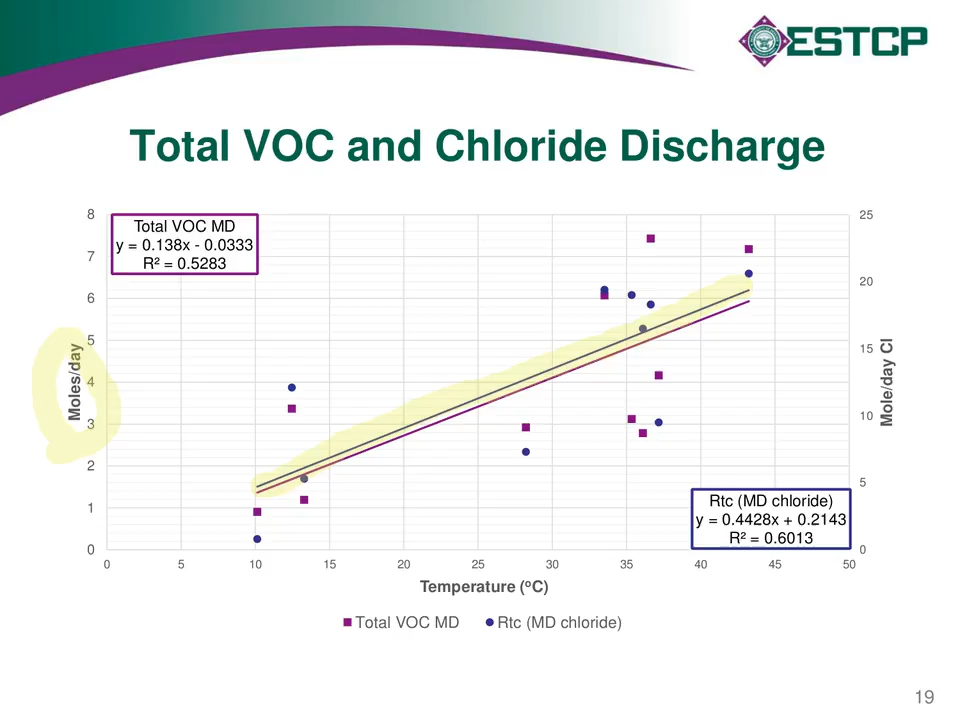 ESTCP
Total VOC and Chloride Discharge
Total VOC MD
y = 0.138x - 0.0333
R² = 0.5283
8
7
6
5
4
3
2
1
0
Moles/day
25
20
15
10
5
0
Mole/day Cl
Rtc (MD chloride)
y = 0.4428x + 0.2143
R² = 0.6013
0 5 10 15 20 25 30 35 40 45 50
Temperature (ºC)
Total VOC MD Rtc (MD chloride)
19